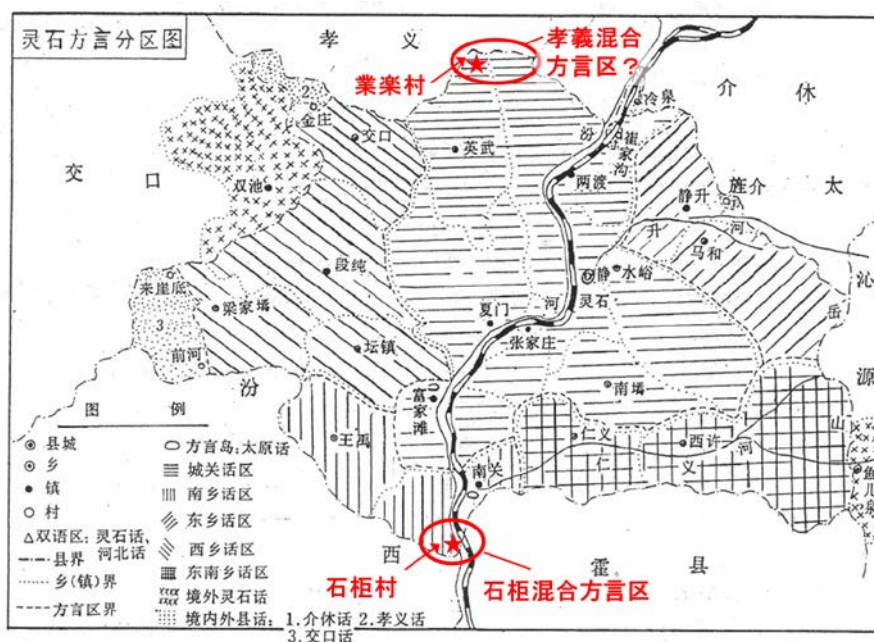 灵石方言分区图
孝 义
孝義混合
方言区？
業楽村
介 休
冷泉
2
金庄
交口
英武
汾
崔家沟
交
口
双池
两渡
静升
旌介
太
升
河
马和
段纯
静
水峪
沁
来崖底
灵石
岳
梁家墕
夏门
河
3
张家庄
坛镇
前河
源
汾
南墕
富家滩
图 例
仁义
西许
河
山
县城
方言岛：太原话
王禹
仁
义
鱼儿泉
乡
城关话区
南关
镇
南乡话区
村
东乡话区
双语区：灵石话、
河北话
西乡话区
西
霍 县
县界
东南乡话区
石柜村
石柜混合方言区
乡（镇）界
境外灵石话
方言区界
境内外县话：1.介休话 2.孝义话
3.交口话